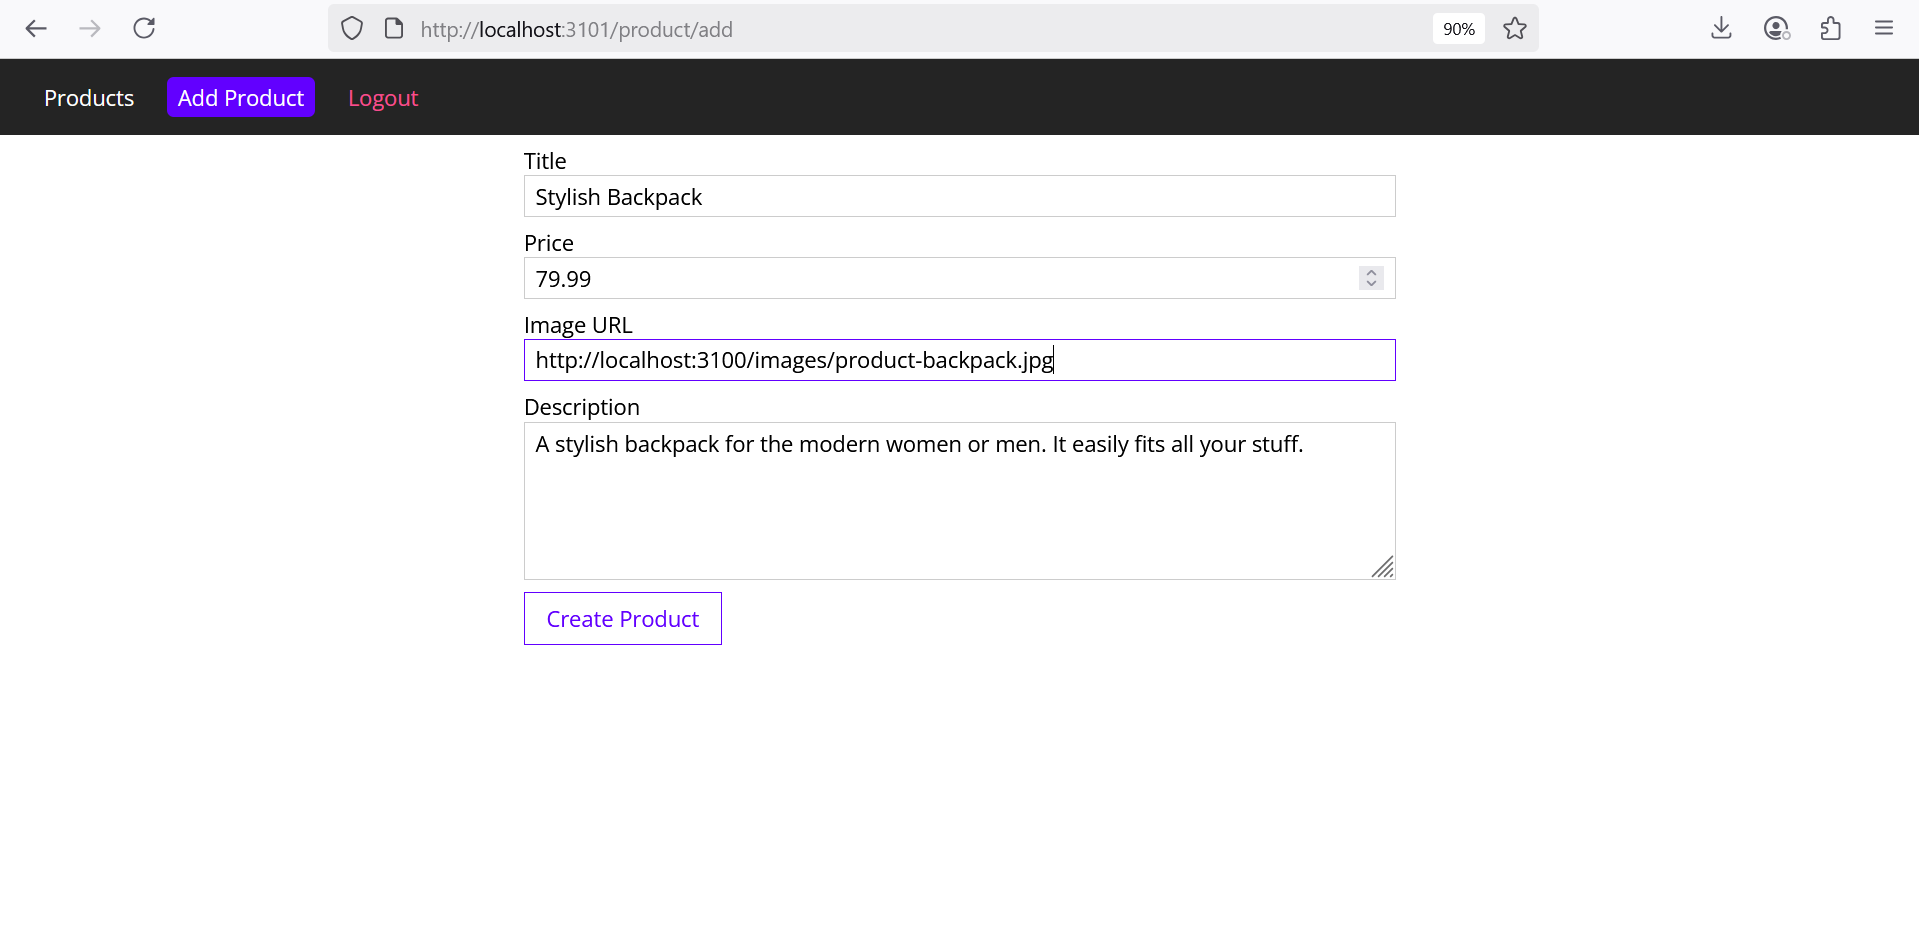 http://localhost:3101/product/add 90%
Products Add Product Logout
Title
Stylish Backpack
Price
79.99
Image URL
http://localhost:3100/images/product-backpack.jpg
Description
A stylish backpack for the modern women or men. It easily fits all your stuff.
Create Product